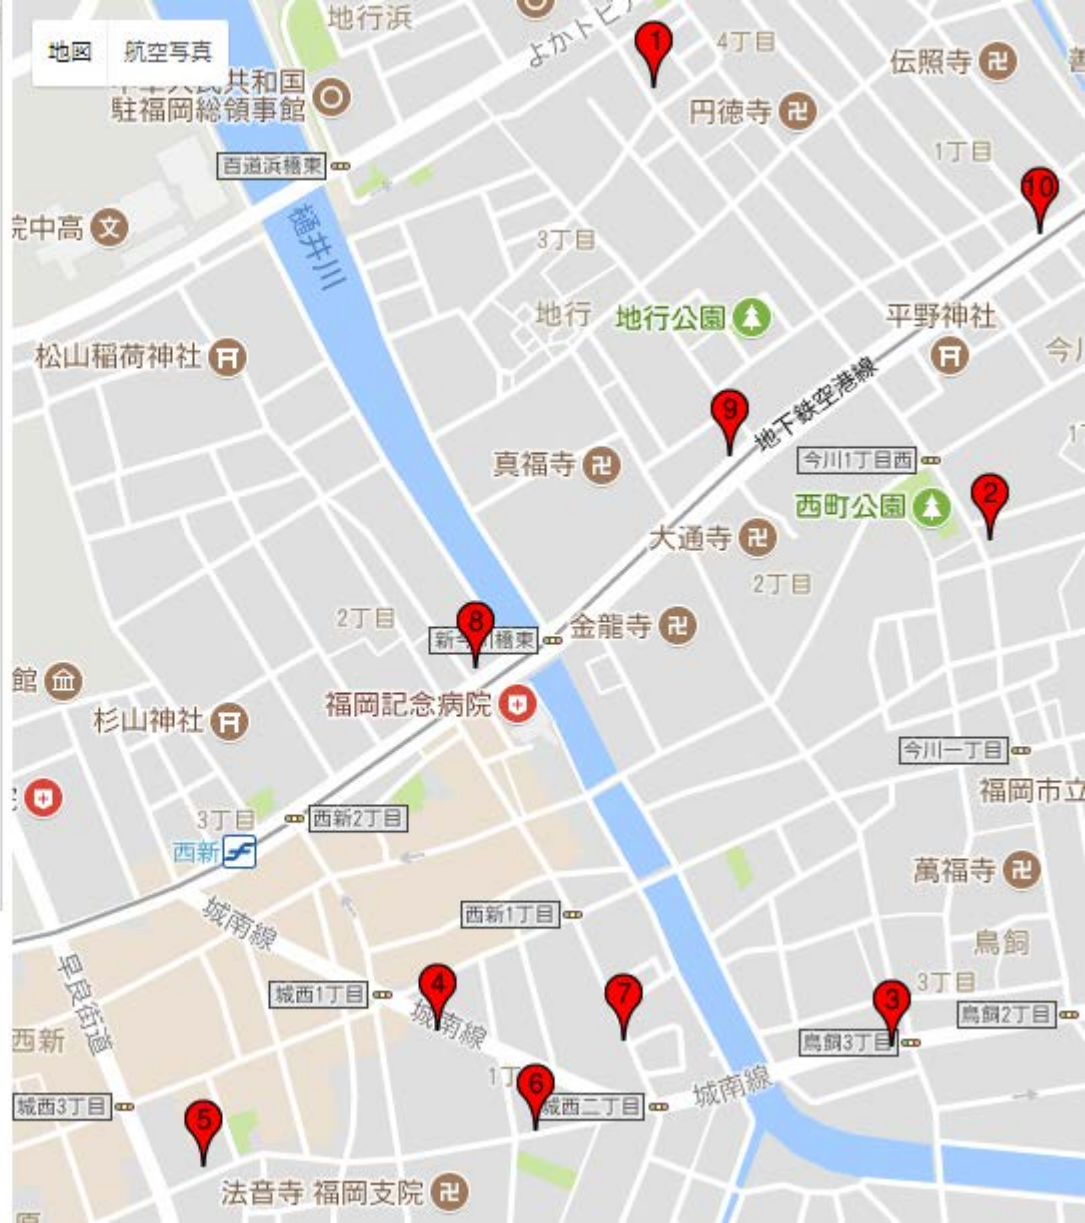 地行浜
よかトピア
4丁目
地図
航空写真
伝照寺
共和国
駐福岡総領事館
円徳寺
1
百道浜橋東
1丁目
10
院中高
樋井川
3丁目
地行
地行公園
平野神社
松山稲荷神社
9
地下鉄空港線
真福寺
今川1丁目西
2
西町公園
大通寺
2丁目
2丁目
8
新今川橋東
金龍寺
館
福岡記念病院
杉山神社
今川一丁目
福岡市立
3丁目
西新2丁目
西新
萬福寺
城南線
西新1丁目
鳥飼
早良街道
4
城西1丁目
城南線
7
3丁目
3
鳥飼2丁目
鳥飼3丁目
西新
6
城南線
城西二丁目
城西3丁目
5
法音寺 福岡支院